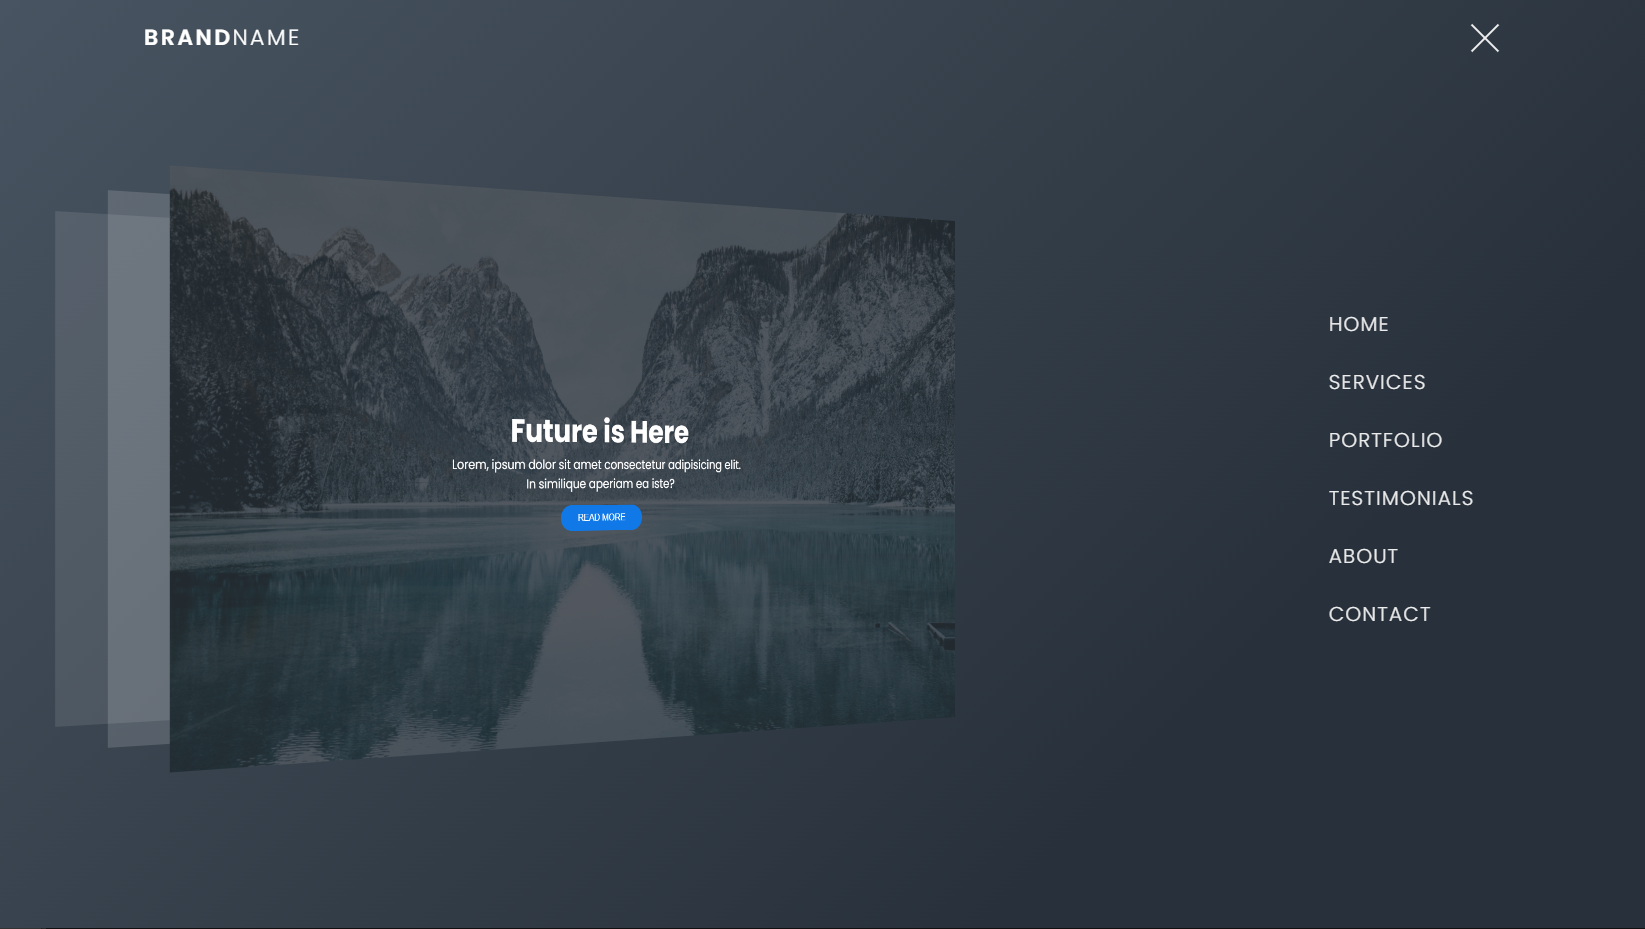 BRANDNAME
Future is Here
Lorem, ipsum dolor sit amet consectetur adipisicing elit.
In similique aperiam ea iste?
READ MORE
HOME
SERVICES
PORTFOLIO
TESTIMONIALS
ABOUT
CONTACT